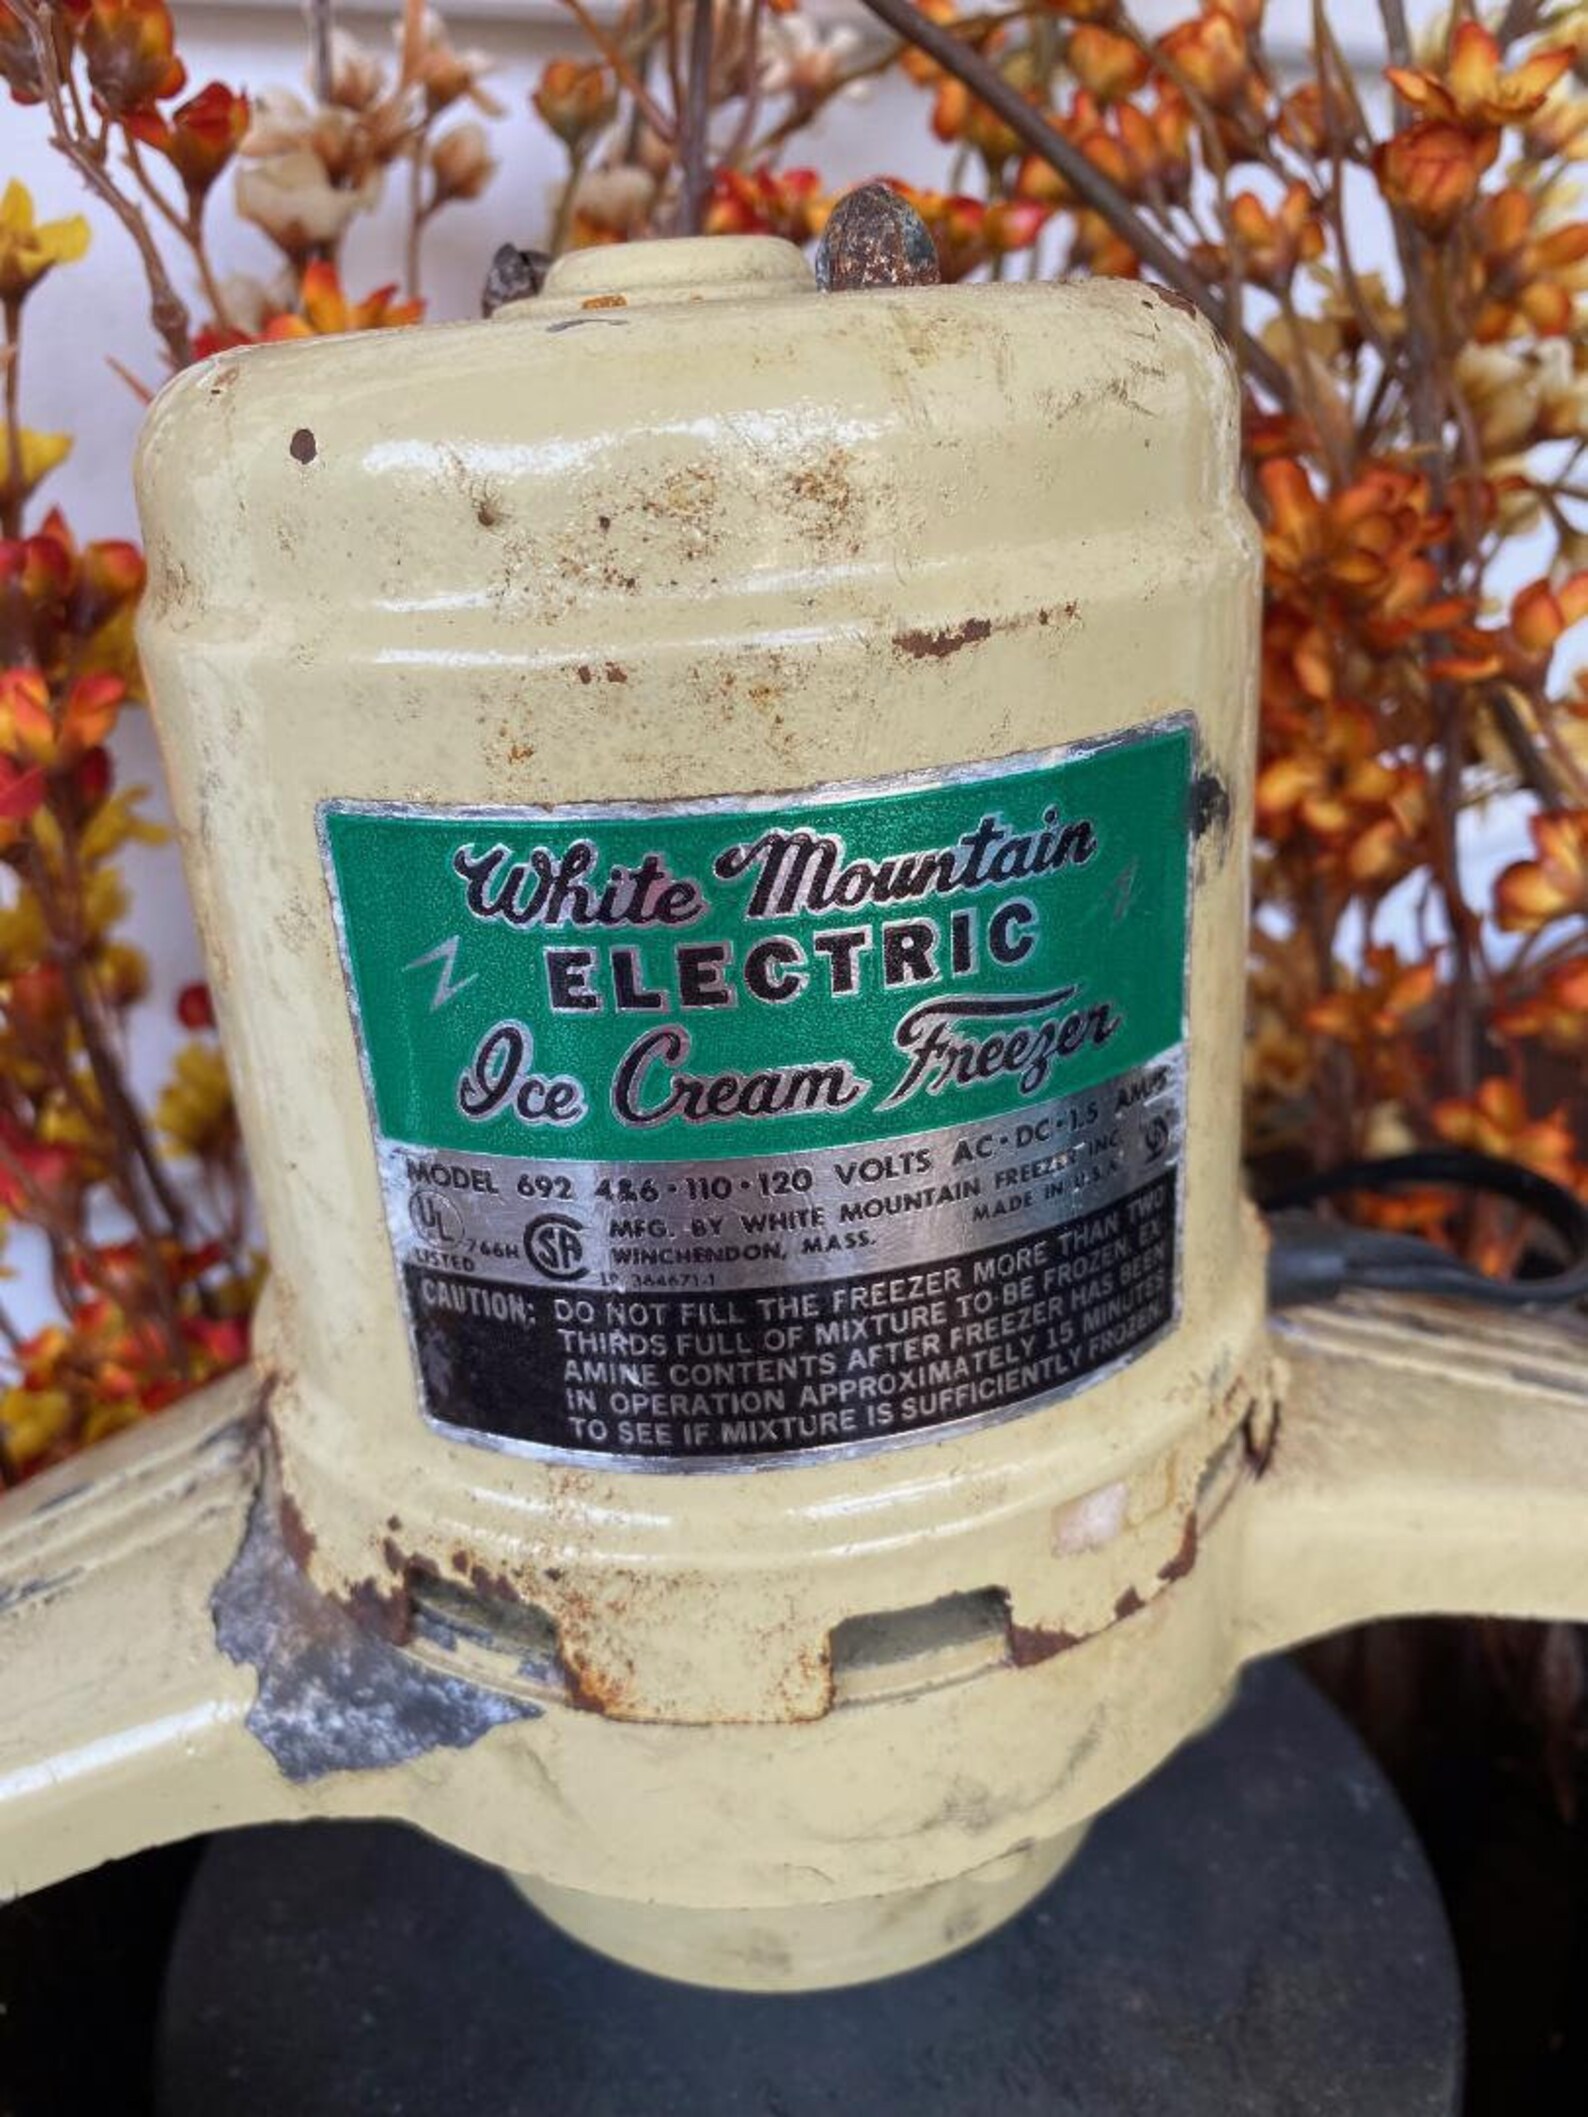 White Mountain
ELECTRIC
Ice Cream Freezer
MODEL 692 4&6 · 110 · 120 VOLTS AC · DC · 1.5 AMPS
UL
LISTED
766H
SA
MFG. BY WHITE MOUNTAIN FREEZER INC.
WINCHENDON, MASS. MADE IN U.S.A.
LR 364671-1
CAUTION: DO NOT FILL THE FREEZER MORE THAN TWO
THIRDS FULL OF MIXTURE TO BE FROZEN. EX-
AMINE CONTENTS AFTER FREEZER HAS BEEN
IN OPERATION APPROXIMATELY 15 MINUTES
TO SEE IF MIXTURE IS SUFFICIENTLY FROZEN.